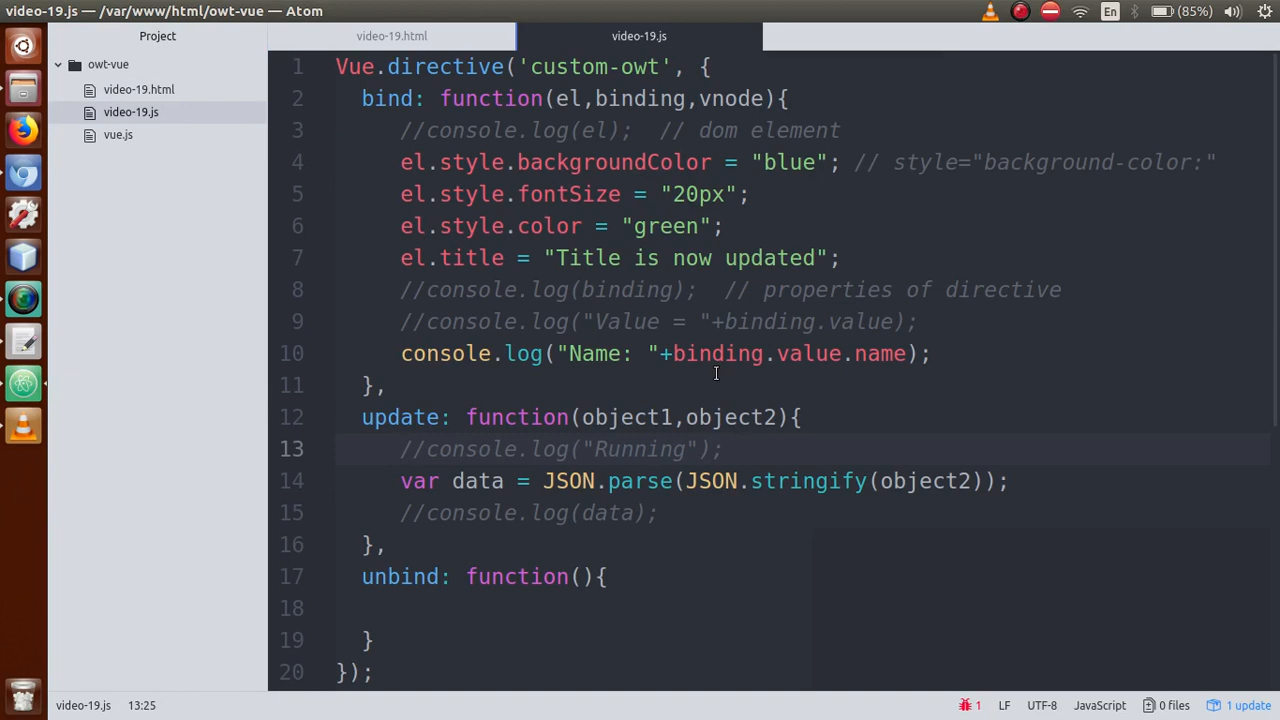 video-19.js — /var/www/html/owt-vue — Atom
En
(85%)
Project
video-19.html
video-19.js
owt-vue
video-19.html
video-19.js
vue.js
1 Vue.directive('custom-owt', {
2 bind: function(el,binding,vnode){
3 //console.log(el); // dom element
4 el.style.backgroundColor = "blue"; // style="background-color:"
5 el.style.fontSize = "20px";
6 el.style.color = "green";
7 el.title = "Title is now updated";
8 //console.log(binding); // properties of directive
9 //console.log("Value = "+binding.value);
10 console.log("Name: "+binding.value.name);
11 },
12 update: function(object1,object2){
13 //console.log("Running");
14 var data = JSON.parse(JSON.stringify(object2));
15 //console.log(data);
16 },
17 unbind: function(){
18
19 }
20 });
video-19.js 13:25
1 LF UTF-8 JavaScript 0 files 1 update